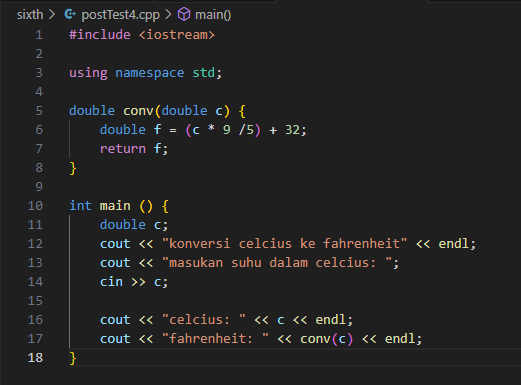 sixth > postTest4.cpp > main()
1 #include <iostream>
2
3 using namespace std;
4
5 double conv(double c) {
6     double f = (c * 9 /5) + 32;
7     return f;
8 }
9
10 int main () {
11     double c;
12     cout << "konversi celcius ke fahrenheit" << endl;
13     cout << "masukan suhu dalam celcius: ";
14     cin >> c;
15
16     cout << "celcius: " << c << endl;
17     cout << "fahrenheit: " << conv(c) << endl;
18 }